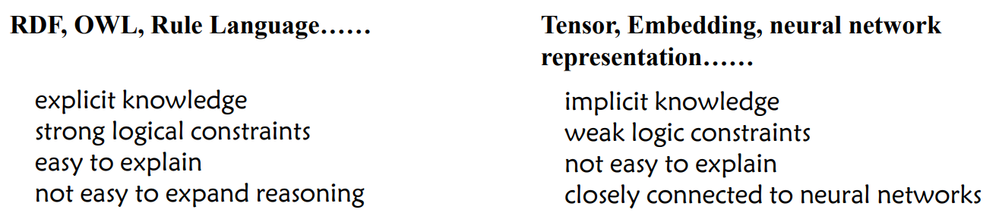 RDF, OWL, Rule Language……
explicit knowledge
strong logical constraints
easy to explain
not easy to expand reasoning
Tensor, Embedding, neural network
representation……
implicit knowledge
weak logic constraints
not easy to explain
closely connected to neural networks